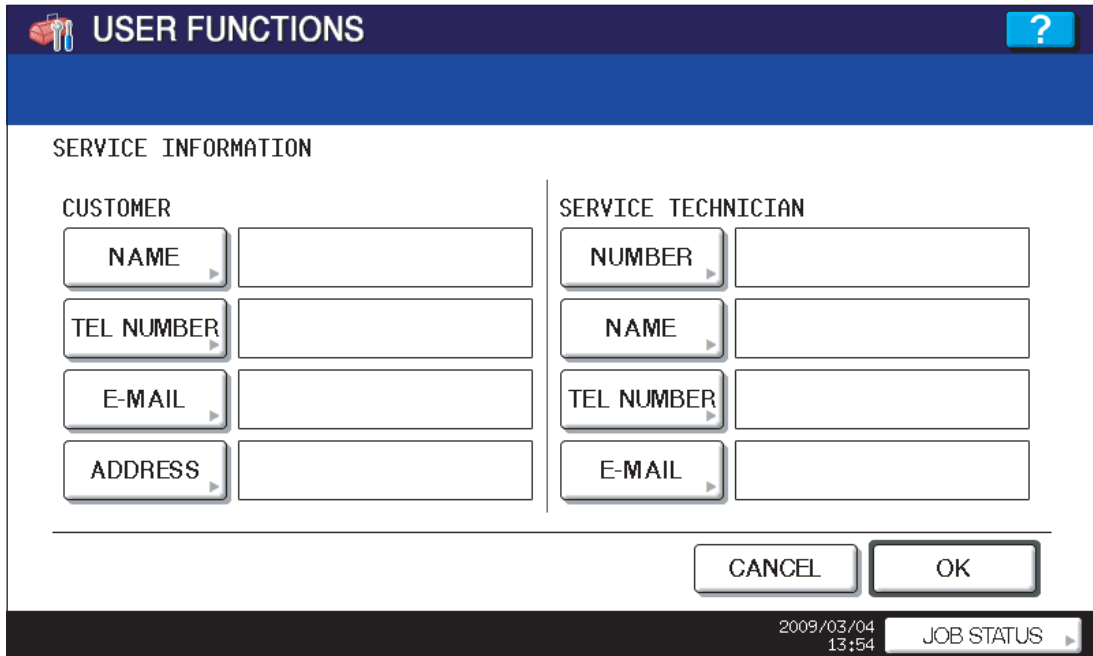 USER FUNCTIONS
?
SERVICE INFORMATION
CUSTOMER
NAME
TEL NUMBER
E-MAIL
ADDRESS
SERVICE TECHNICIAN
NUMBER
NAME
TEL NUMBER
E-MAIL
CANCEL
OK
2009/03/04
13:54
JOB STATUS